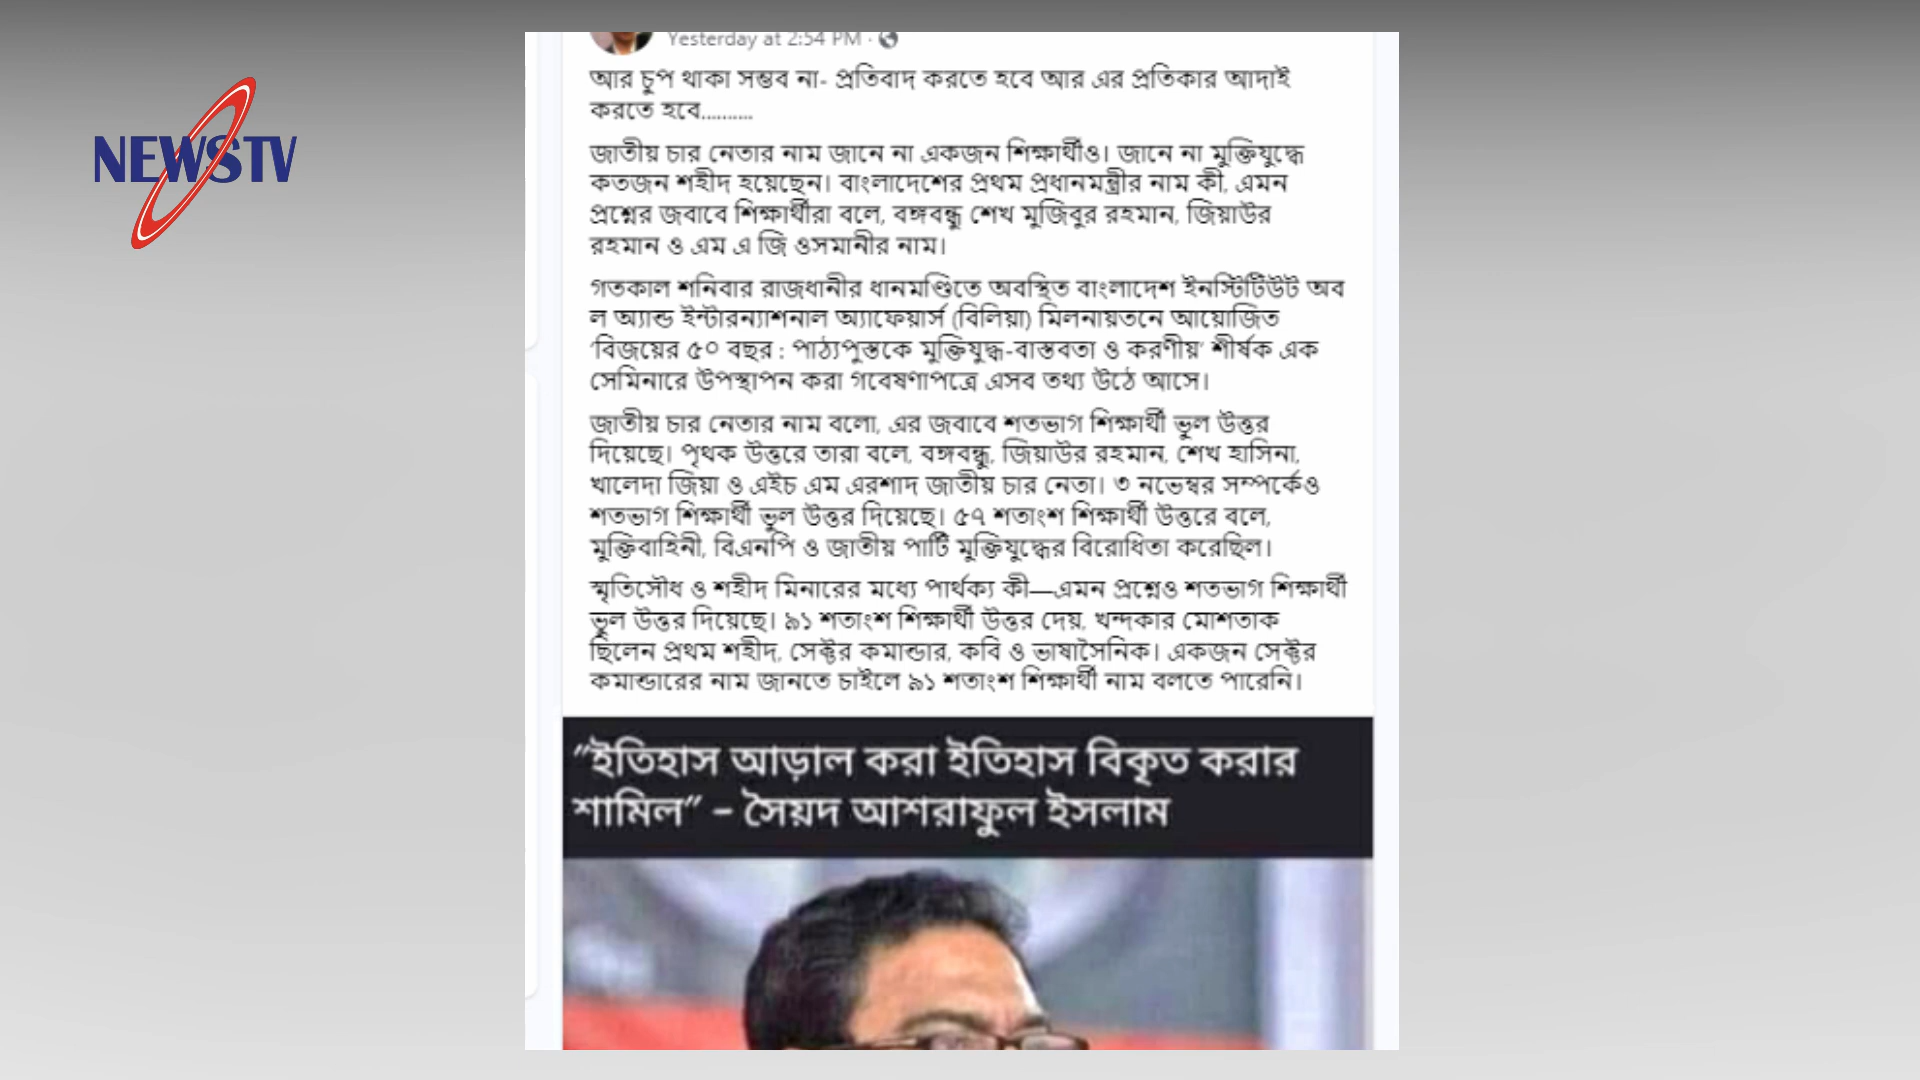 NEWSTV
Yesterday at 2:54 PM ·
আর চুপ থাকা সম্ভব না- প্রতিবাদ করতে হবে আর এর প্রতিকার আদাই
করতে হবে..........
জাতীয় চার নেতার নাম জানে না একজন শিক্ষার্থীও। জানে না মুক্তিযুদ্ধে
কতজন শহীদ হয়েছেন। বাংলাদেশের প্রথম প্রধানমন্ত্রীর নাম কী, এমন
প্রশ্নের জবাবে শিক্ষার্থীরা বলে, বঙ্গবন্ধু শেখ মুজিবুর রহমান, জিয়াউর
রহমান ও এম এ জি ওসমানীর নাম।
গতকাল শনিবার রাজধানীর ধানমণ্ডিতে অবস্থিত বাংলাদেশ ইনস্টিটিউট অব
ল অ্যান্ড ইন্টারন্যাশনাল অ্যাফেয়ার্স (বিলিয়া) মিলনায়তনে আয়োজিত
'বিজয়ের ৫০ বছর : পাঠ্যপুস্তকে মুক্তিযুদ্ধ-বাস্তবতা ও করণীয়' শীর্ষক এক
সেমিনারে উপস্থাপন করা গবেষণাপত্রে এসব তথ্য উঠে আসে।
জাতীয় চার নেতার নাম বলো, এর জবাবে শতভাগ শিক্ষার্থী ভুল উত্তর
দিয়েছে। পৃথক উত্তরে তারা বলে, বঙ্গবন্ধু, জিয়াউর রহমান, শেখ হাসিনা,
খালেদা জিয়া ও এইচ এম এরশাদ জাতীয় চার নেতা। ৩ নভেম্বর সম্পর্কেও
শতভাগ শিক্ষার্থী ভুল উত্তর দিয়েছে। ৫৭ শতাংশ শিক্ষার্থী উত্তরে বলে,
মুক্তিবাহিনী, বিএনপি ও জাতীয় পার্টি মুক্তিযুদ্ধের বিরোধিতা করেছিল।
স্মৃতিসৌধ ও শহীদ মিনারের মধ্যে পার্থক্য কী—এমন প্রশ্নেও শতভাগ শিক্ষার্থী
ভুল উত্তর দিয়েছে। ৯১ শতাংশ শিক্ষার্থী উত্তর দেয়, খন্দকার মোশতাক
ছিলেন প্রথম শহীদ, সেক্টর কমান্ডার, কবি ও ভাষাসৈনিক। একজন সেক্টর
কমান্ডারের নাম জানতে চাইলে ৯১ শতাংশ শিক্ষার্থী নাম বলতে পারেনি।
"ইতিহাস আড়াল করা ইতিহাস বিকৃত করার
শামিল" – সৈয়দ আশরাফুল ইসলাম